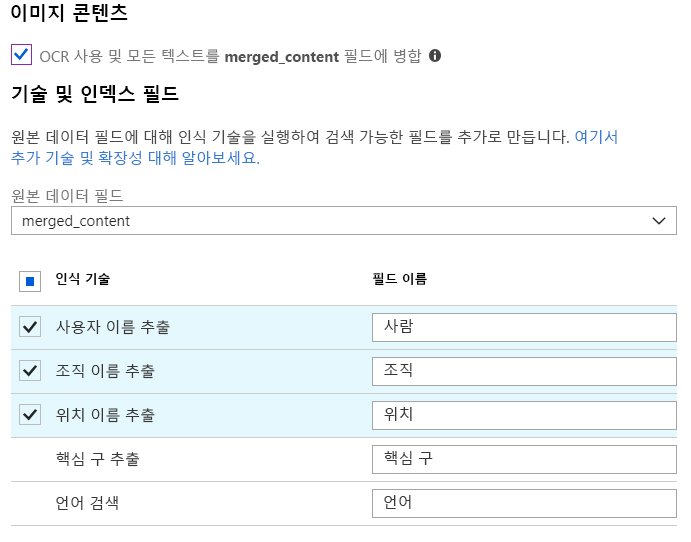 이미지 콘텐츠
OCR 사용 및 모든 텍스트를 merged_content 필드에 병합
기술 및 인덱스 필드
원본 데이터 필드에 대해 인식 기술을 실행하여 검색 가능한 필드를 추가로 만듭니다. 여기서
추가 기술 및 확장성 대해 알아보세요.
원본 데이터 필드
merged_content
인식 기술 필드 이름
사용자 이름 추출 사람
조직 이름 추출 조직
위치 이름 추출 위치
핵심 구 추출 핵심 구
언어 검색 언어